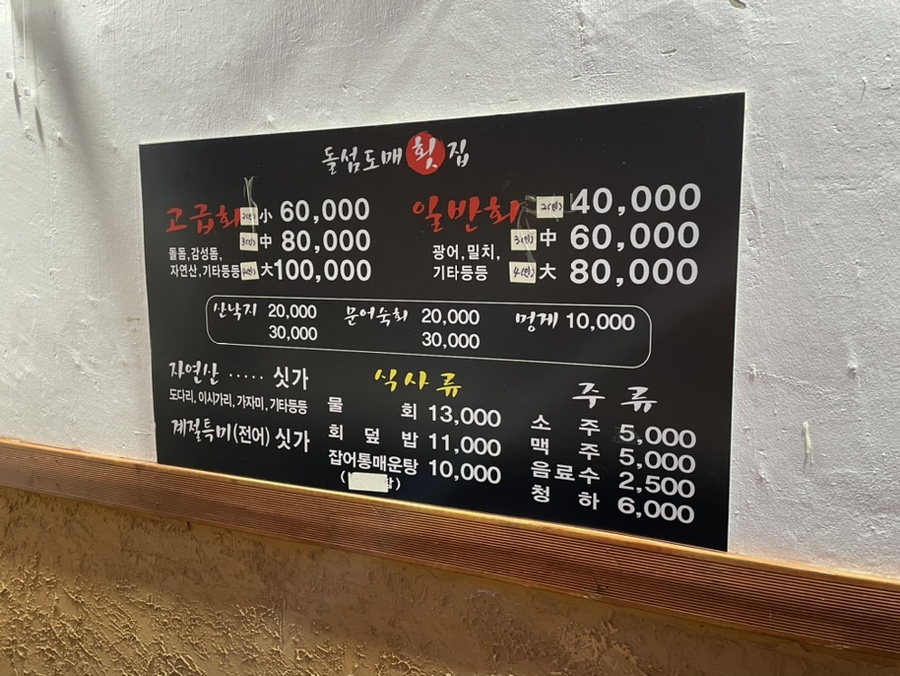 돌섬도매횟집
고급회 2(인) 小 60,000
3(인) 中 80,000
돌돔,감성돔,
자연산,기타등등 4(인) 大 100,000
일반회 2(인) 40,000
3(인) 中 60,000
광어,밀치,
기타등등 4(인) 大 80,000
산낙지 20,000 문어숙회 20,000 멍게 10,000
30,000 30,000
자연산 ····· 싯가
도다리,이시가리,가자미,기타등등
계절특미(전어) 싯가
식사류
물 회 13,000
회 덮 밥 11,000
잡어통매운탕 10,000
주 류
소 주 5,000
맥 주 5,000
음료수 2,500
청 하 6,000